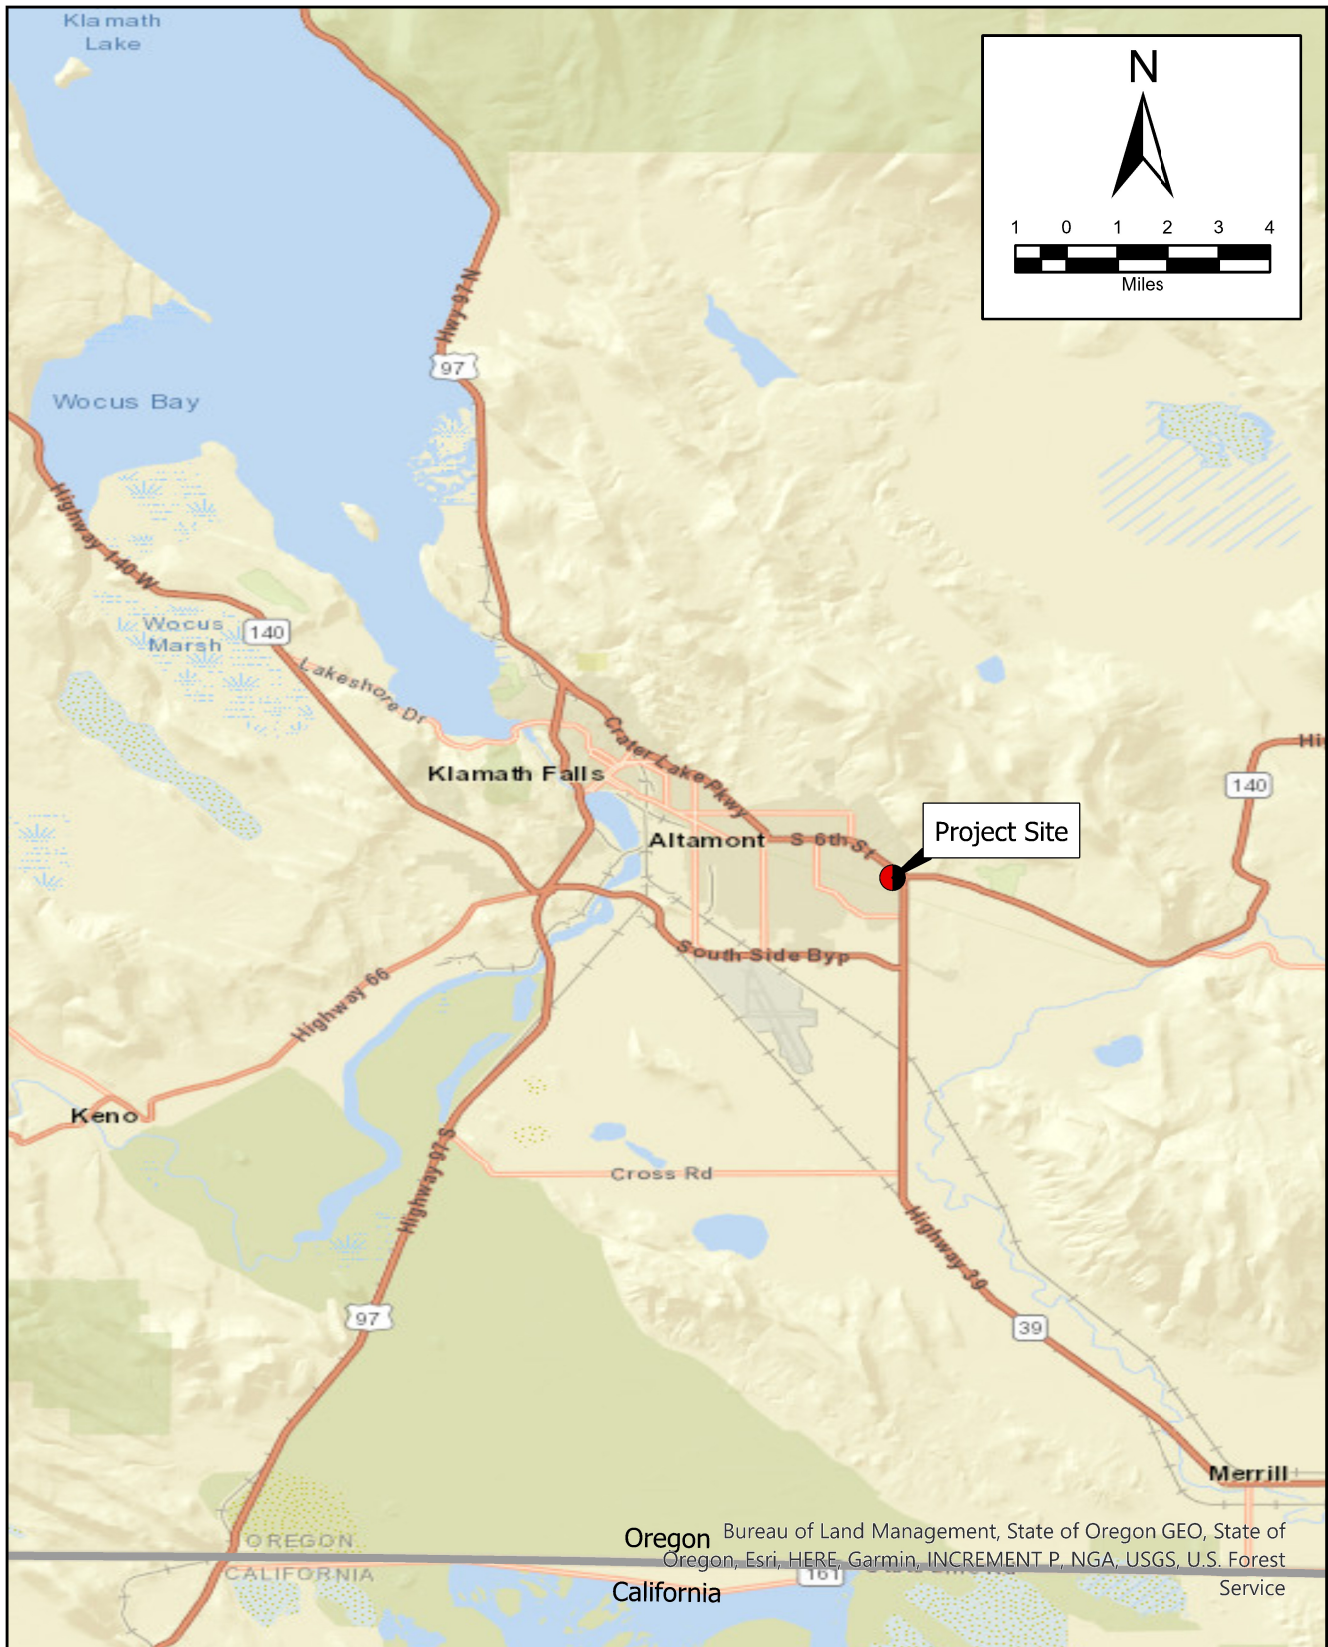 Klamath
Lake
N
1 0 1 2 3 4
Miles
Hwy 97 N
97
Wocus Bay
Highway 140 W
Wocus
Marsh
140
Lakeshore Dr
Crater Lake Pkwy
Klamath Falls
Hi
140
Project Site
Altamont
S 6th St
South Side Byp
Highway 66
Keno
Highway 97 S
Cross Rd
Highway 39
97
39
Merrill
OREGON
CALIFORNIA
Oregon
California
161
Bureau of Land Management, State of Oregon GEO, State of
Oregon, Esri, HERE, Garmin, INCREMENT P, NGA, USGS, U.S. Forest
Service